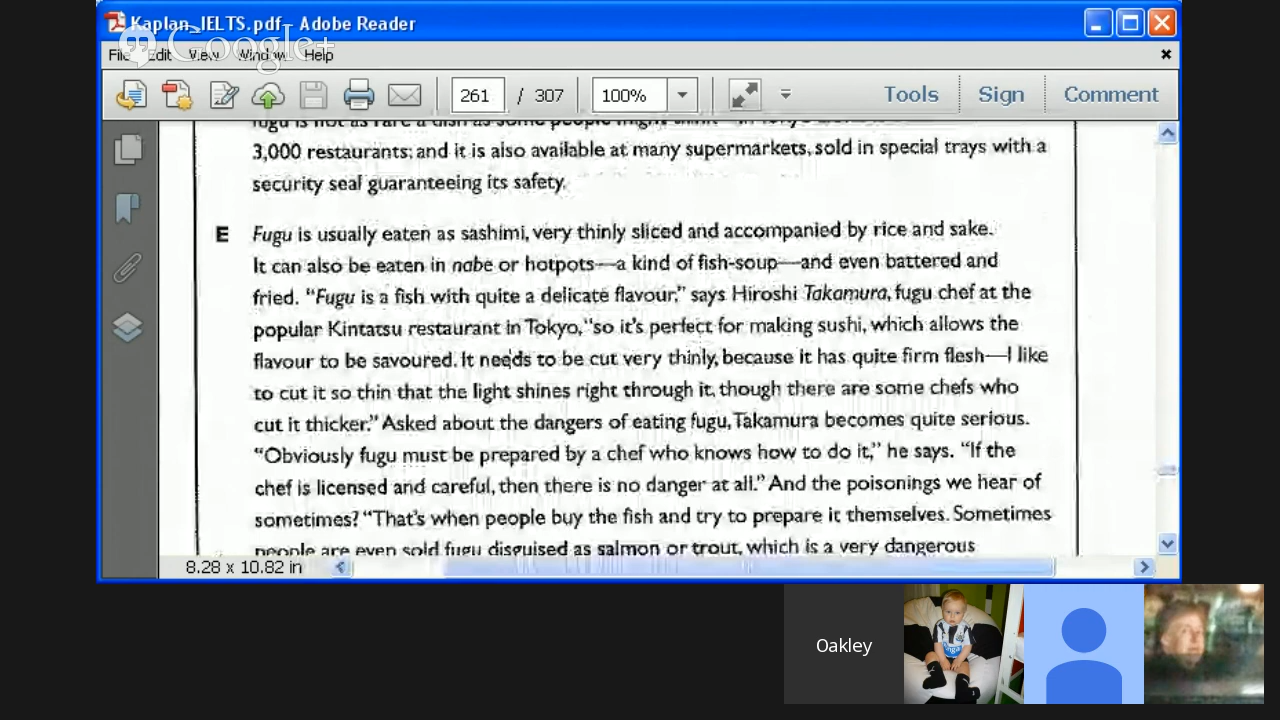 Kaplan_IELTS.pdf - Adobe Reader
Google+
File Edit View Window Help
261 / 307 100% Tools Sign Comment
fugu is not as rare a dish as some people might think
3,000 restaurants; and it is also available at many supermarkets, sold in special trays with a
security seal guaranteeing its safety.
E Fugu is usually eaten as sashimi, very thinly sliced and accompanied by rice and sake.
It can also be eaten in nabe or hotpots—a kind of fish-soup—and even battered and
fried. “Fugu is a fish with quite a delicate flavour,” says Hiroshi Takamura, fugu chef at the
popular Kintatsu restaurant in Tokyo, “so it’s perfect for making sushi, which allows the
flavour to be savoured. It needs to be cut very thinly, because it has quite firm flesh—I like
to cut it so thin that the light shines right through it, though there are some chefs who
cut it thicker.” Asked about the dangers of eating fugu, Takamura becomes quite serious.
“Obviously fugu must be prepared by a chef who knows how to do it,” he says. “If the
chef is licensed and careful, then there is no danger at all.” And the poisonings we hear of
sometimes? “That’s when people buy the fish and try to prepare it themselves. Sometimes
people are even sold fugu disguised as salmon or trout, which is a very dangerous
8.28 x 10.82 in
Oakley